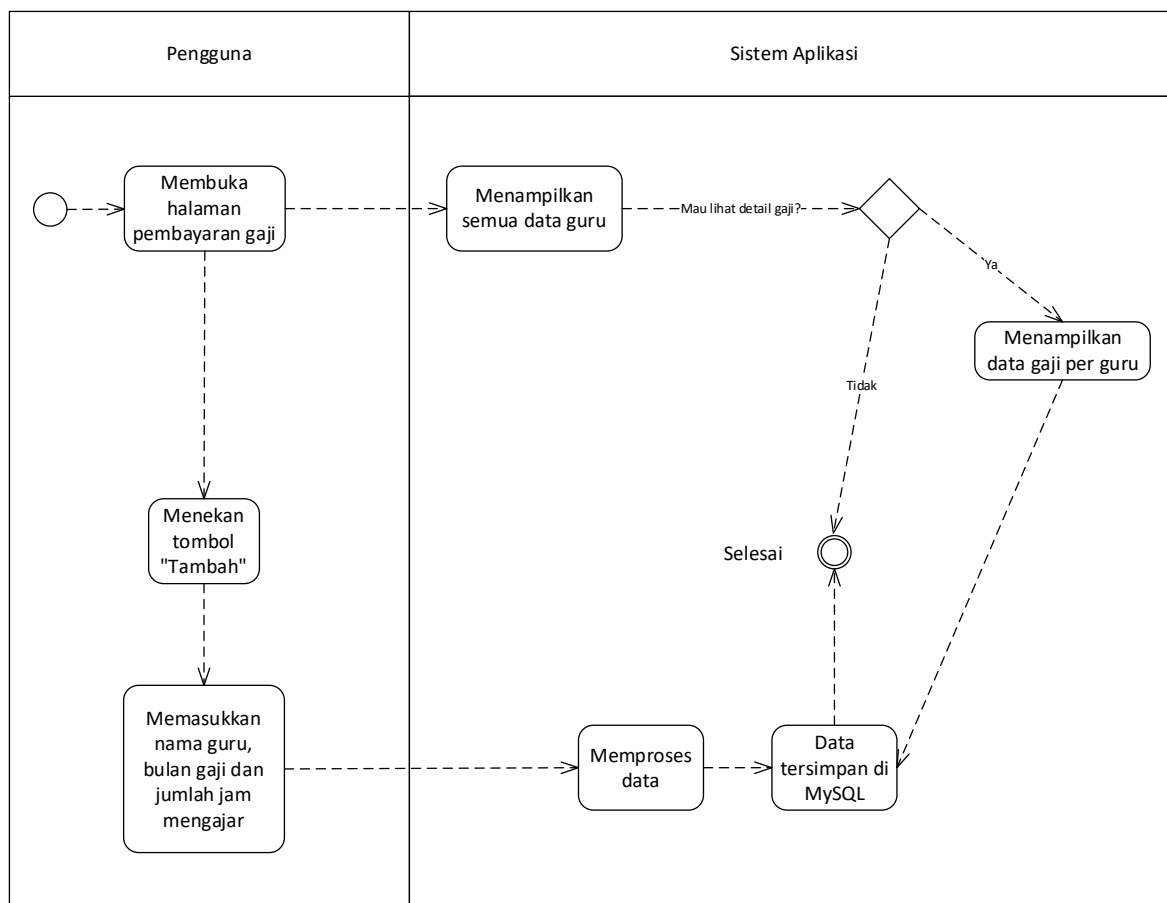 Pengguna
Sistem Aplikasi
Membuka
halaman
pembayaran gaji
Menampilkan
semua data guru
Mau lihat detail gaji?
Ya
Menampilkan
data gaji per guru
Tidak
Menekan
tombol
"Tambah"
Selesai
Memasukkan
nama guru,
bulan gaji dan
jumlah jam
mengajar
Memproses
data
Data
tersimpan di
MySQL